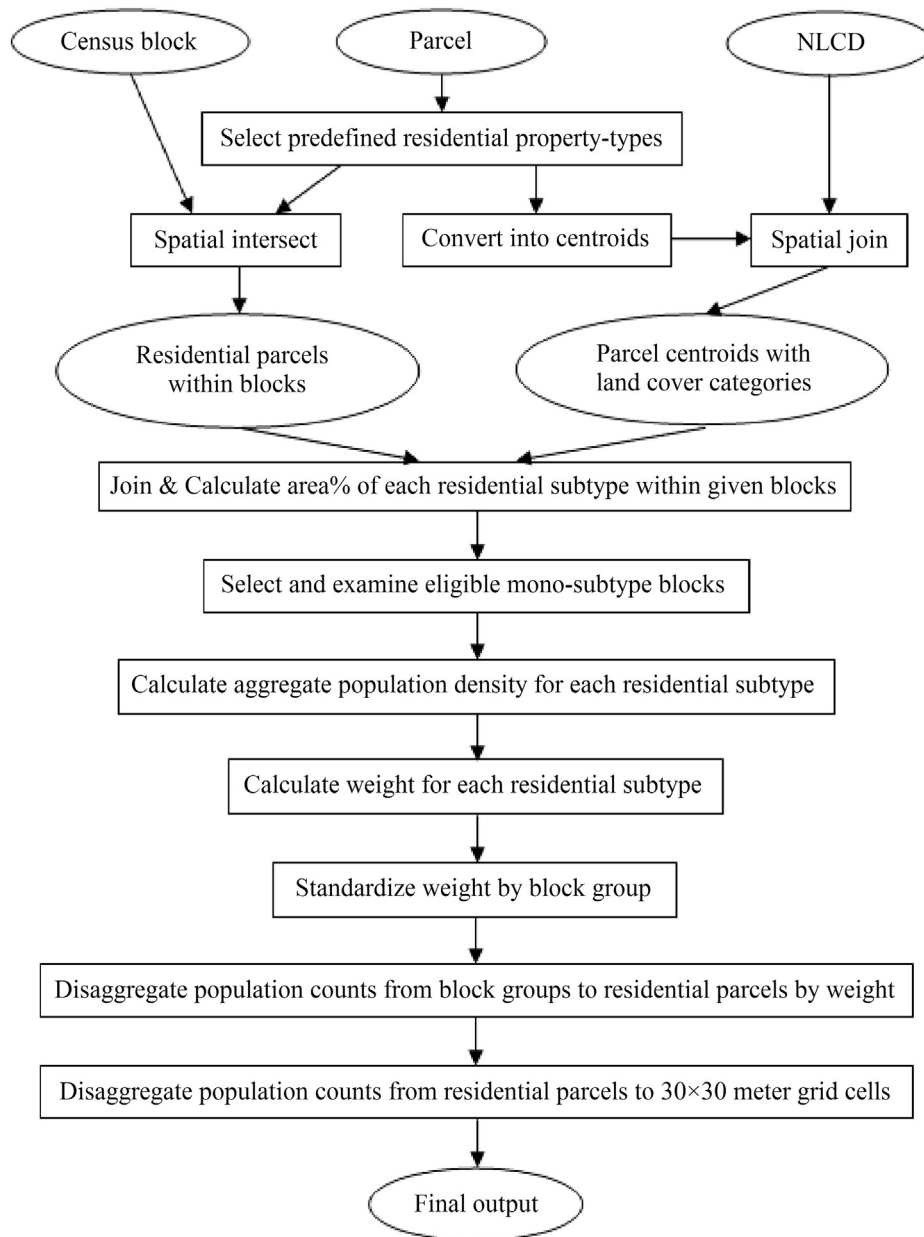 Census block
Parcel
NLCD
Select predefined residential property-types
Spatial intersect
Convert into centroids
Spatial join
Residential parcels
within blocks
Parcel centroids with
land cover categories
Join & Calculate area% of each residential subtype within given blocks
Select and examine eligible mono-subtype blocks
Calculate aggregate population density for each residential subtype
Calculate weight for each residential subtype
Standardize weight by block group
Disaggregate population counts from block groups to residential parcels by weight
Disaggregate population counts from residential parcels to 30×30 meter grid cells
Final output